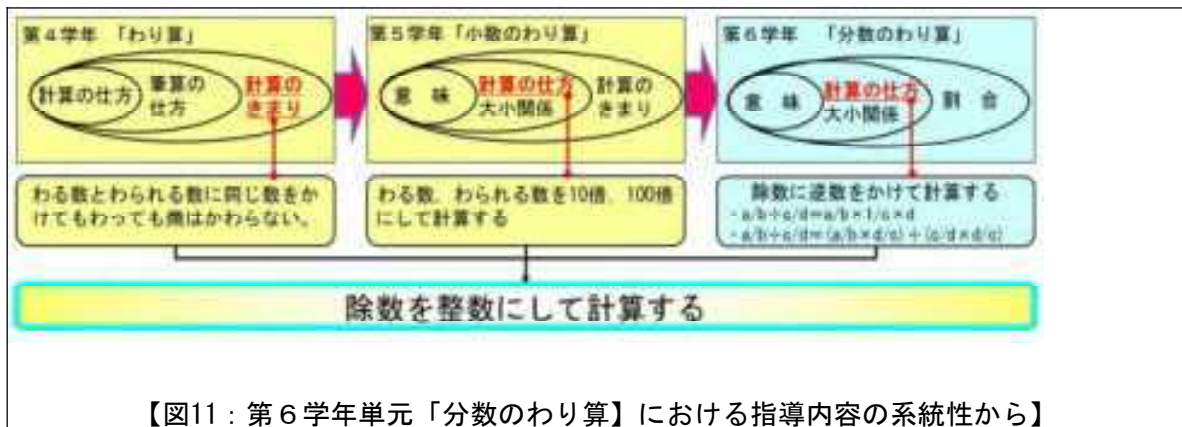 第4学年 「わり算」
計算の仕方
筆算の
仕方
計算の
きまり
第5学年「小数のわり算」
意 味
計算の仕方
大小関係
計算の
きまり
第6学年 「分数のわり算」
意 味
計算の仕方
大小関係
割 合
わる数とわられる数に同じ数をか
けてもわっても商はかわらない。
わる数、わられる数を10倍、100倍
にして計算する
除数に逆数をかけて計算する
・a/b÷c/d=a/b×1/c×d
・a/b÷c/d=(a/b×d/c)÷(c/d×d/c)
除数を整数にして計算する
【図11：第６学年単元「分数のわり算】における指導内容の系統性から】